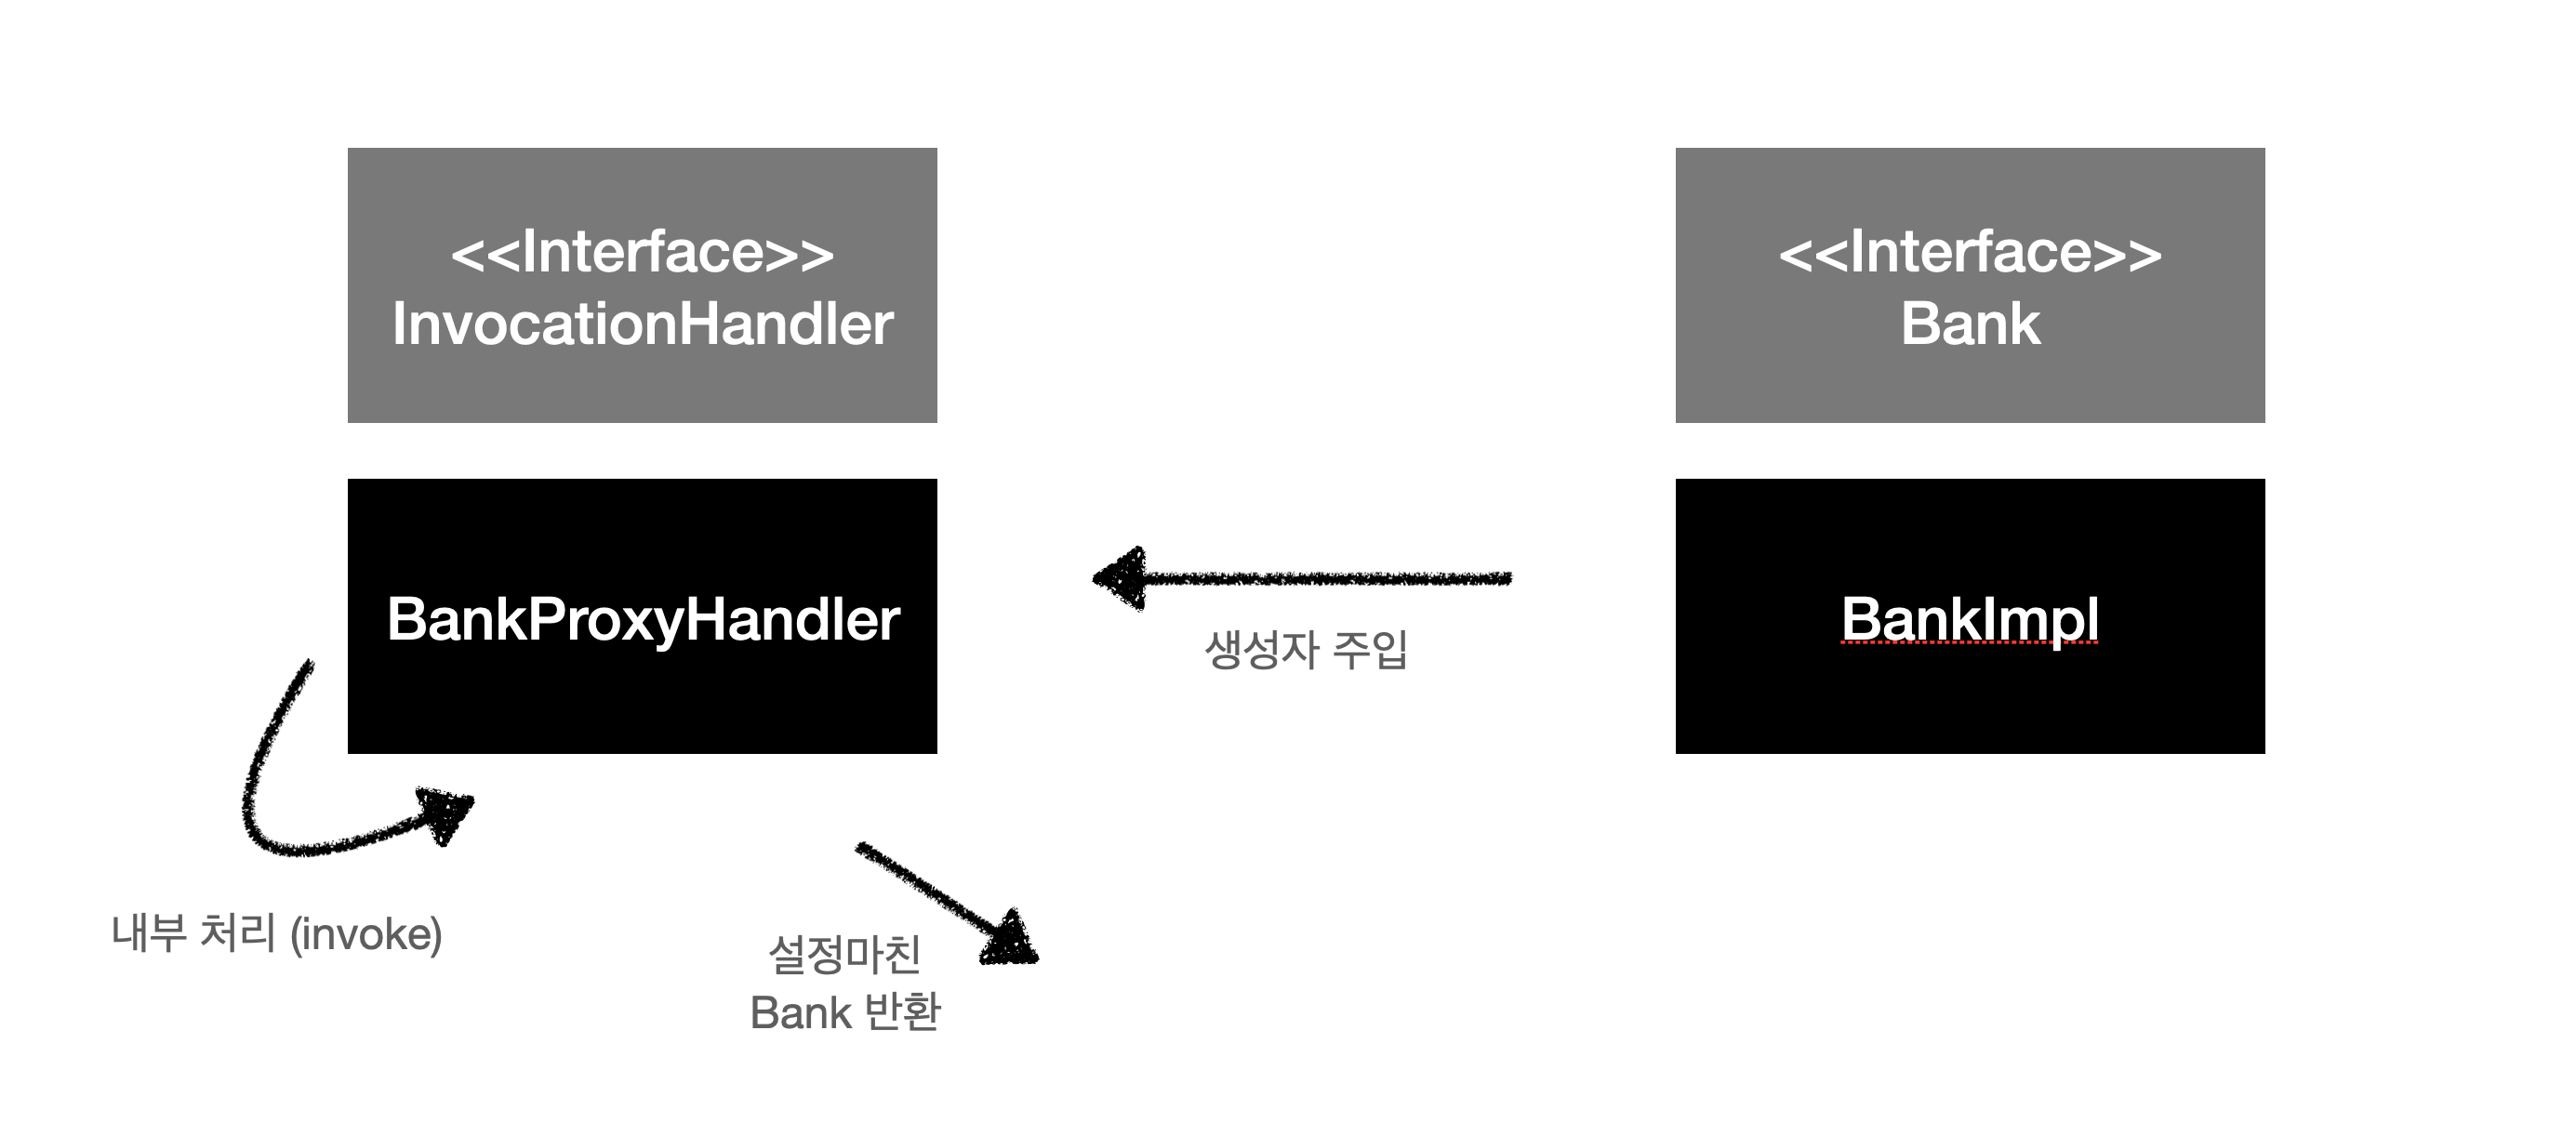 <<Interface>>
InvocationHandler
<<Interface>>
Bank
BankProxyHandler
생성자 주입
BankImpl
내부 처리 (invoke)
설정마친
Bank 반환